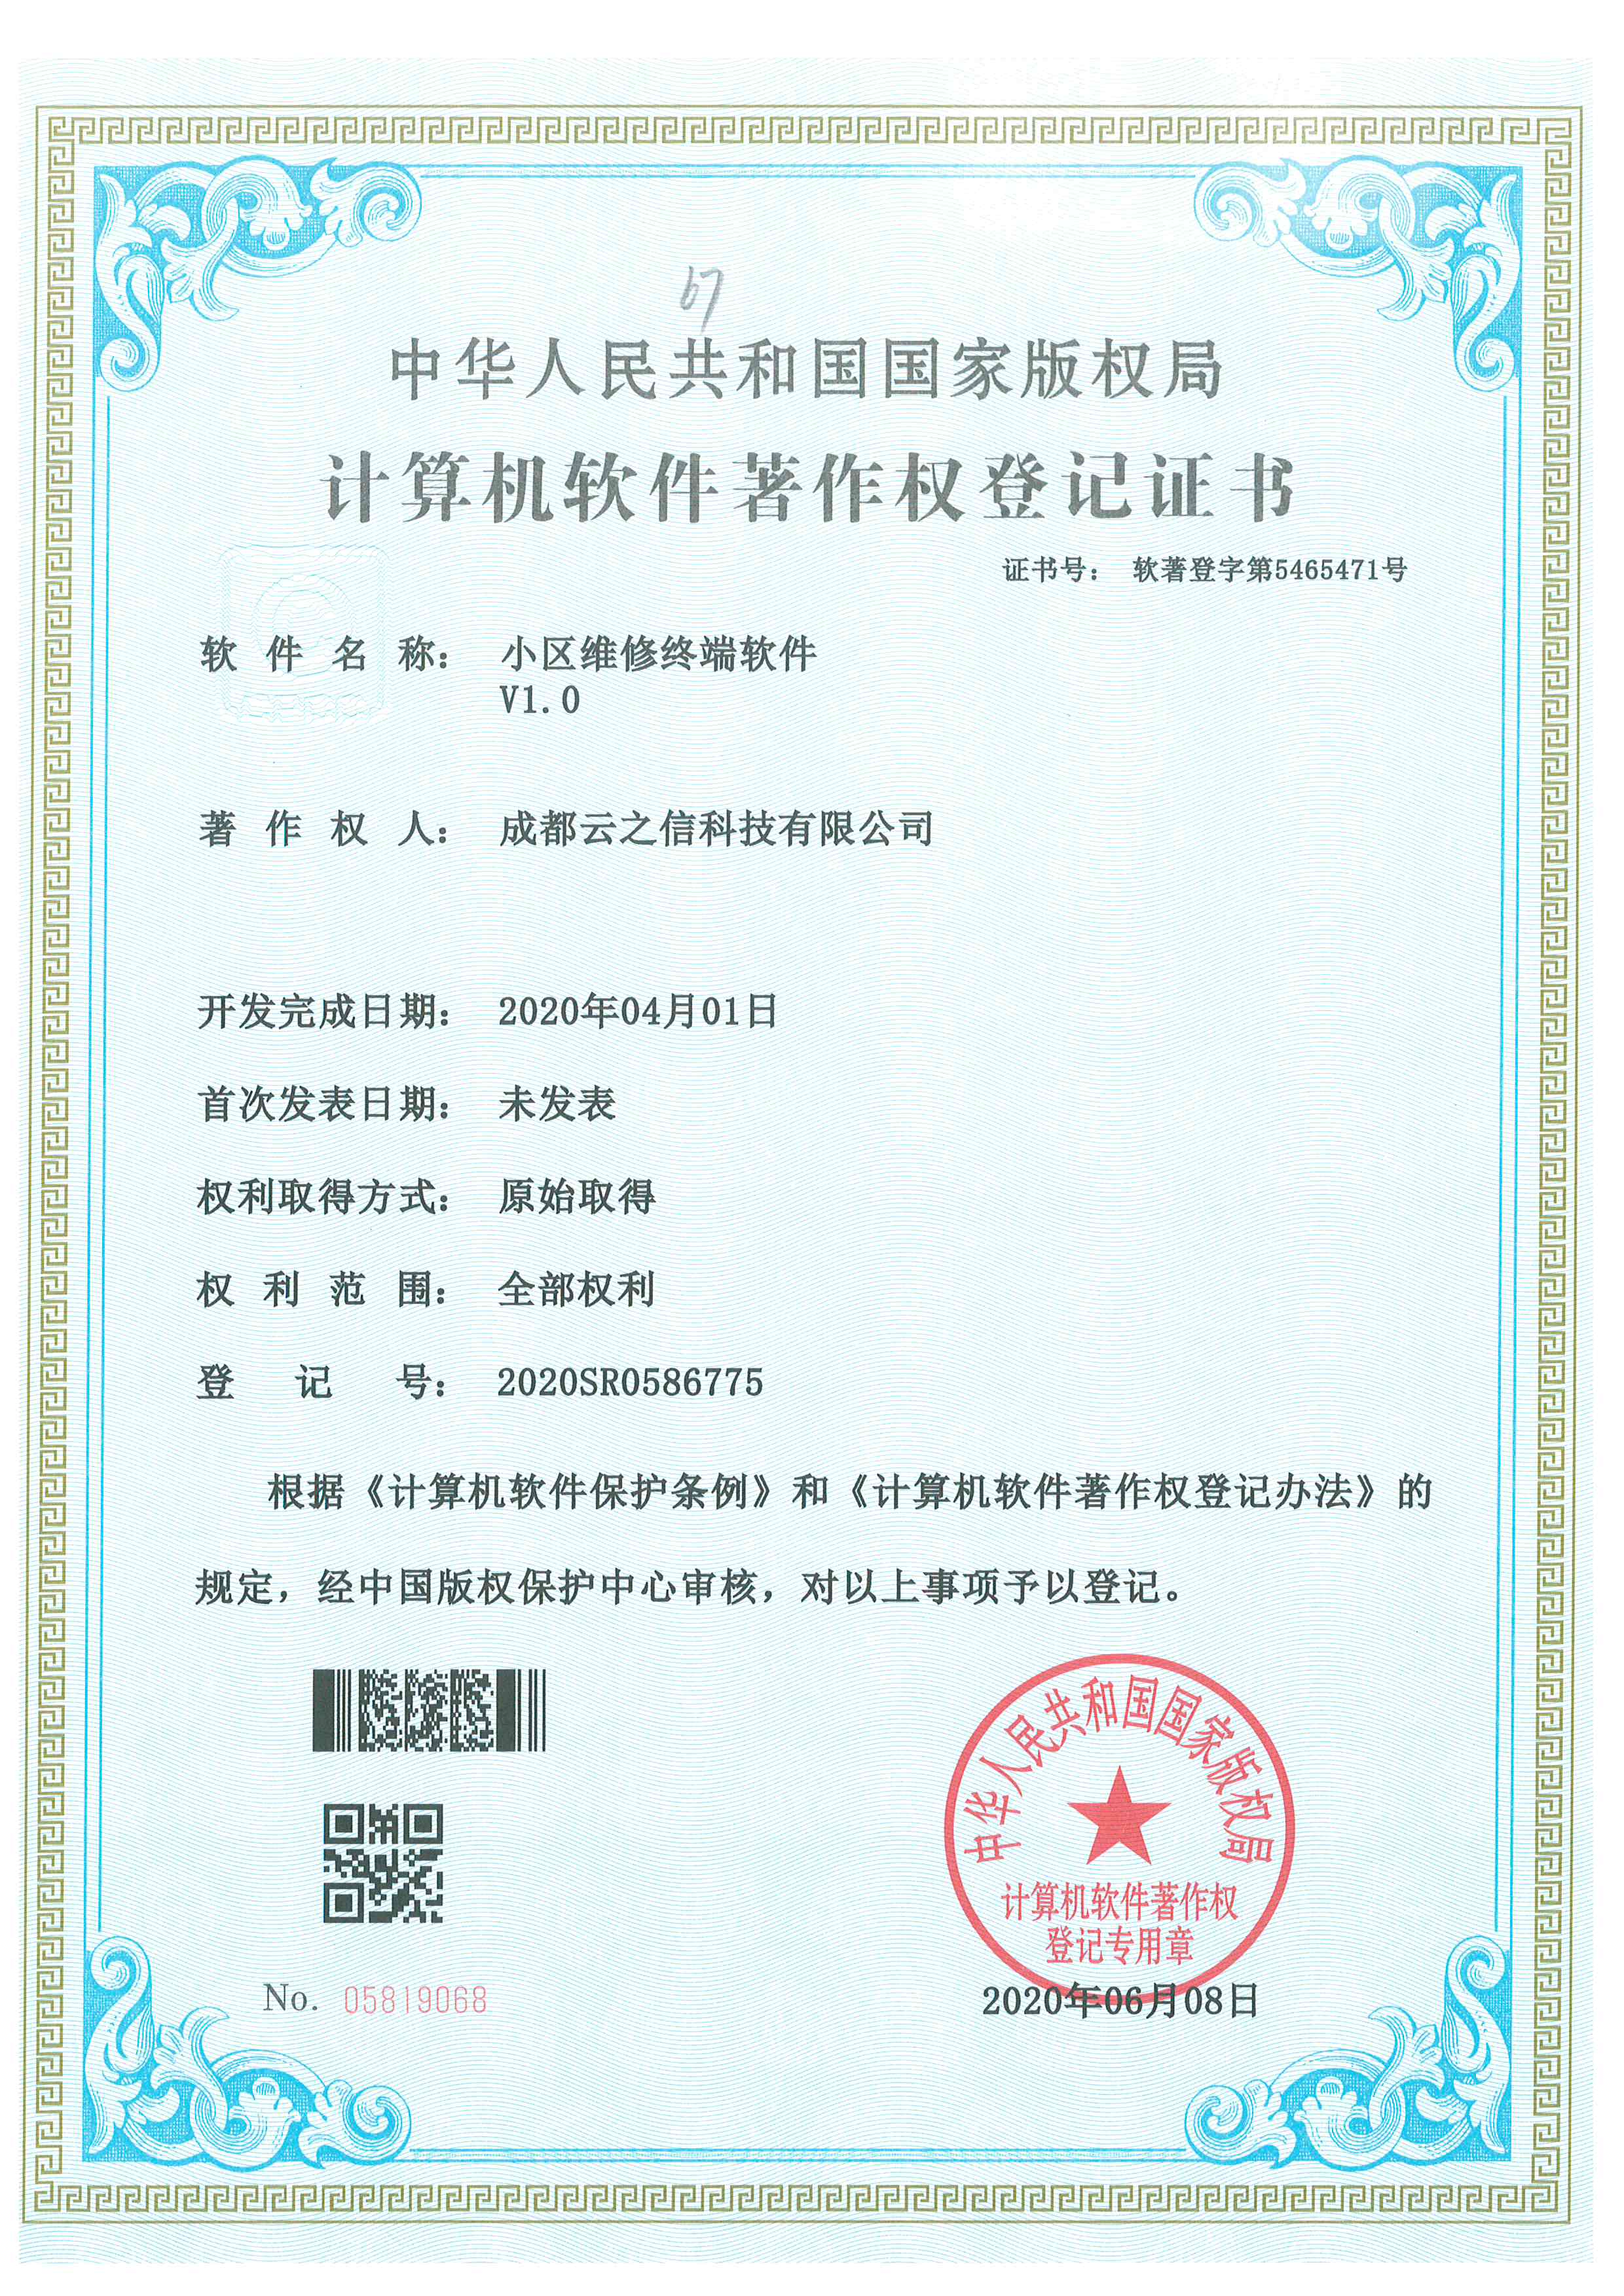 67
中华人民共和国国家版权局
计算机软件著作权登记证书
证书号： 软著登字第5465471号
软件名称： 小区维修终端软件
V1.0
著作权人： 成都云之信科技有限公司
开发完成日期： 2020年04月01日
首次发表日期： 未发表
权利取得方式： 原始取得
权利范围： 全部权利
登记号： 2020SR0586775
根据《计算机软件保护条例》和《计算机软件著作权登记办法》的
规定，经中国版权保护中心审核，对以上事项予以登记。
中华人民共和国国家版权局
计算机软件著作权
登记专用章
No. 05819068
2020年06月08日